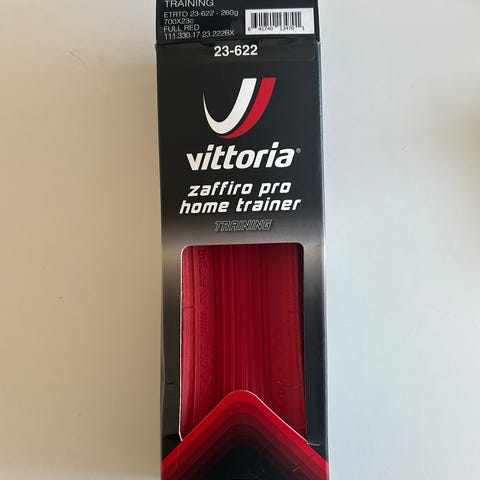 TRAINING
ETRTO 23-622 - 260g
700X23c
FULL RED
111.330.17.23.222BX
23-622
vittoria®
zaffiro pro
home trainer
TRAINING